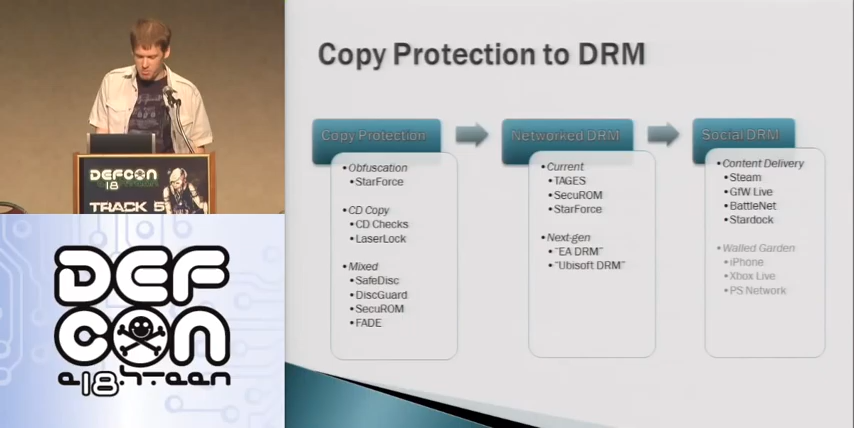 DEFCON
18
TRACK 5
DEF
CON
e18hteen
Copy Protection to DRM
Copy Protection
•Obfuscation
•StarForce
•CD Copy
•CD Checks
•LaserLock
•Mixed
•SafeDisc
•DiscGuard
•SecuROM
•FADE
Networked DRM
•Current
•TAGES
•SecuROM
•StarForce
•Next-gen
•"EA DRM"
•"Ubisoft DRM"
Social DRM
•Content Delivery
•Steam
•GfW Live
•BattleNet
•Stardock
•Walled Garden
•iPhone
•Xbox Live
•PS Network